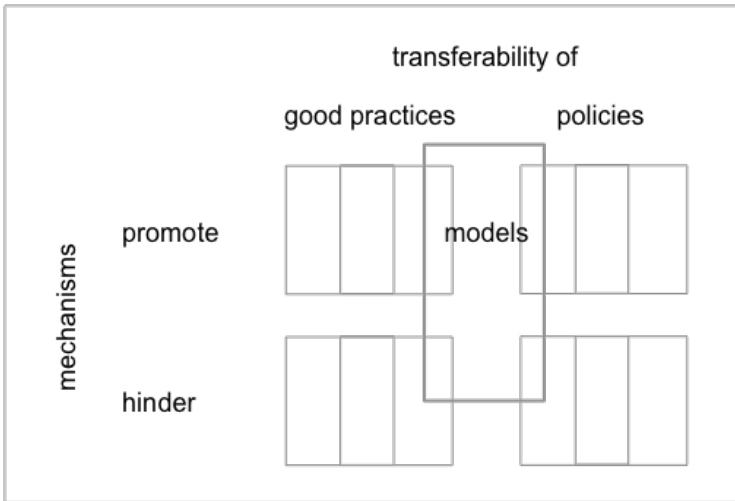 transferability of
good practices
policies
mechanisms
promote
models
hinder